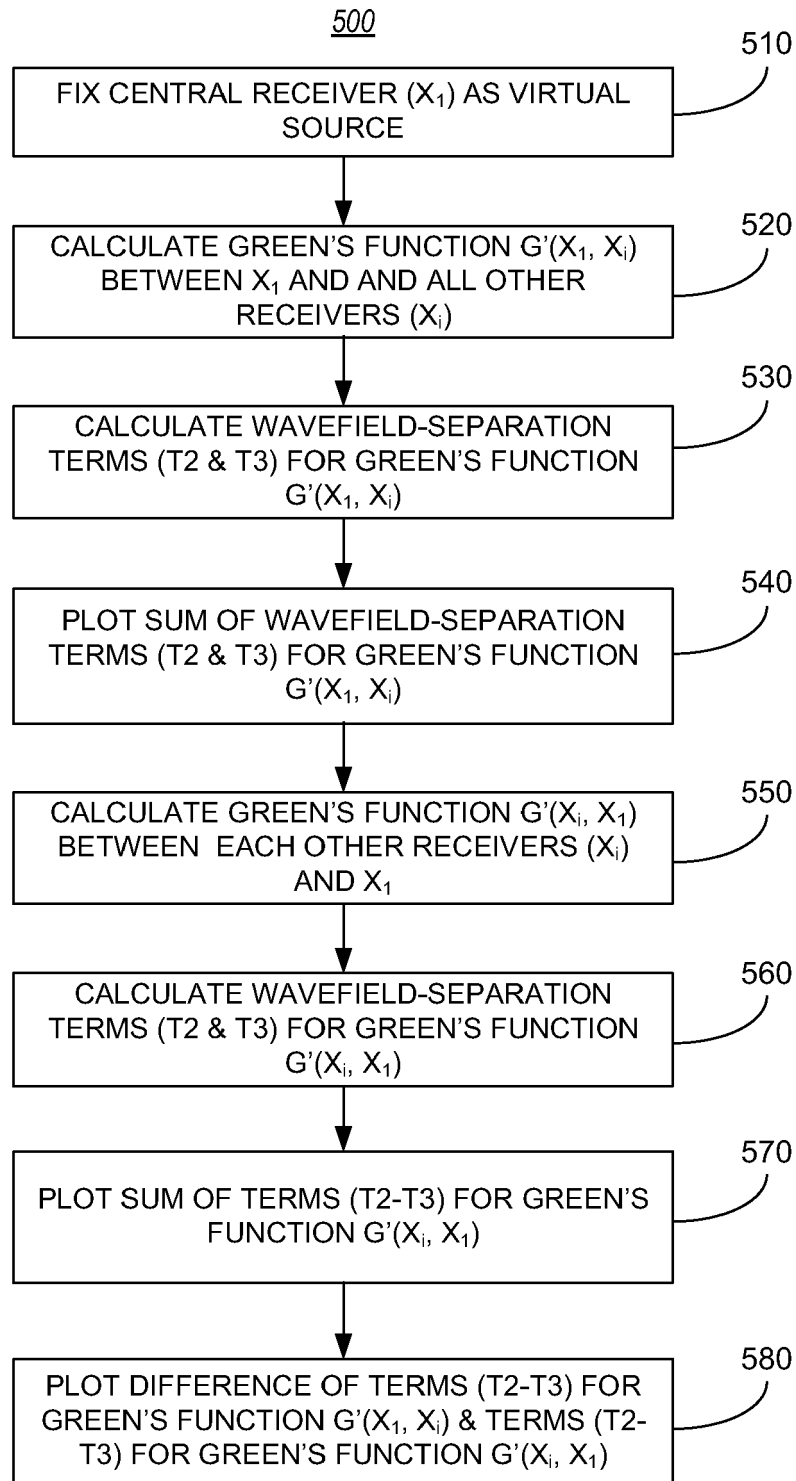 500
510
FIX CENTRAL RECEIVER (X₁) AS VIRTUAL
SOURCE
520
CALCULATE GREEN'S FUNCTION G'(X₁, Xᵢ)
BETWEEN X₁ AND AND ALL OTHER
RECEIVERS (Xᵢ)
530
CALCULATE WAVEFIELD-SEPARATION
TERMS (T2 & T3) FOR GREEN'S FUNCTION
G'(X₁, Xᵢ)
540
PLOT SUM OF WAVEFIELD-SEPARATION
TERMS (T2 & T3) FOR GREEN'S FUNCTION
G'(X₁, Xᵢ)
550
CALCULATE GREEN'S FUNCTION G'(Xᵢ, X₁)
BETWEEN EACH OTHER RECEIVERS (Xᵢ)
AND X₁
560
CALCULATE WAVEFIELD-SEPARATION
TERMS (T2 & T3) FOR GREEN'S FUNCTION
G'(Xᵢ, X₁)
570
PLOT SUM OF TERMS (T2-T3) FOR GREEN'S
FUNCTION G'(Xᵢ, X₁)
580
PLOT DIFFERENCE OF TERMS (T2-T3) FOR
GREEN'S FUNCTION G'(X₁, Xᵢ) & TERMS (T2-
T3) FOR GREEN'S FUNCTION G'(Xᵢ, X₁)